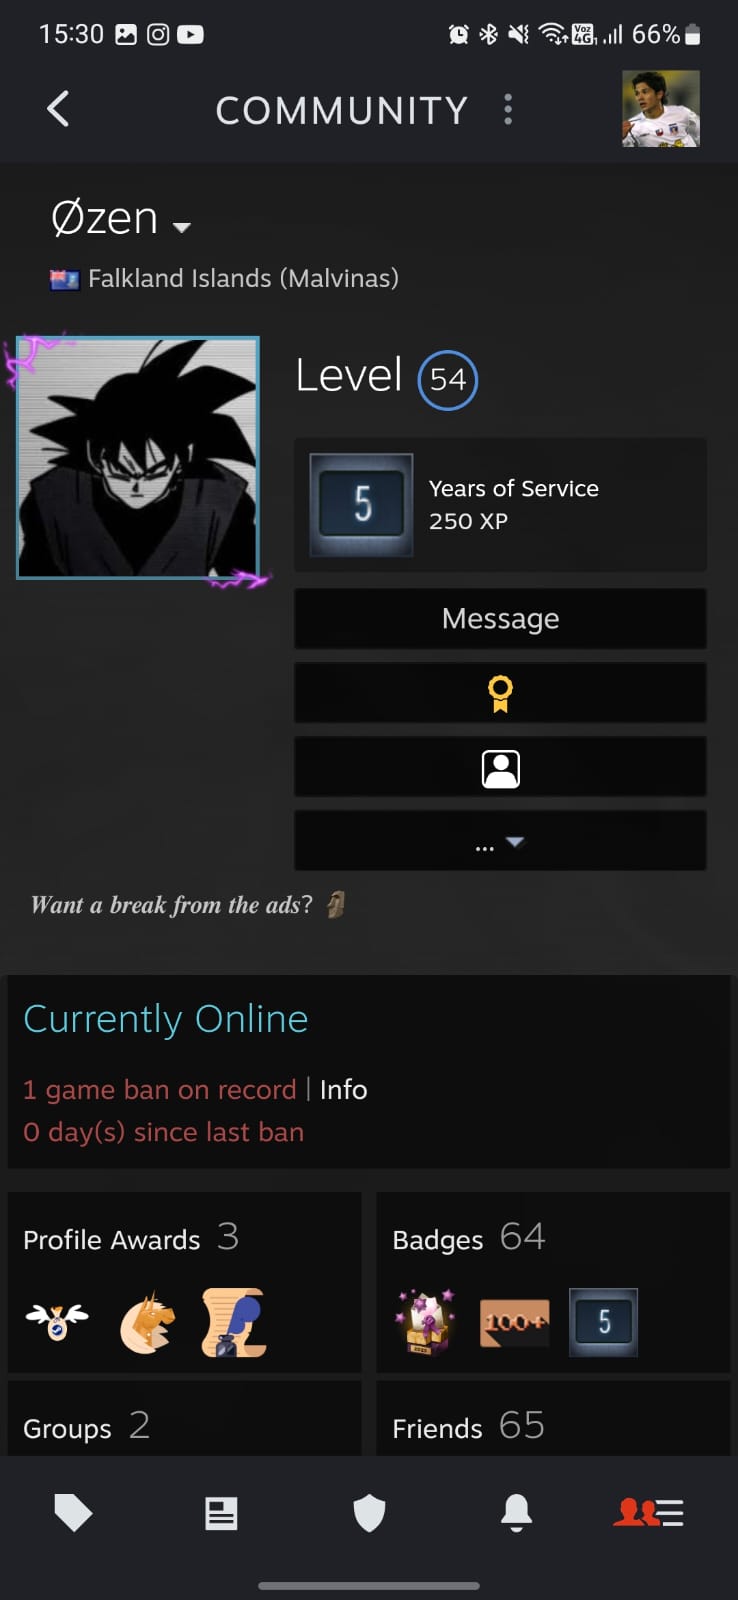 15:30
Voz
4G
66%
COMMUNITY
Øzen
Falkland Islands (Malvinas)
Level 54
5
Years of Service
250 XP
Message
...
Want a break from the ads? 🗿
Currently Online
1 game ban on record | Info
0 day(s) since last ban
Profile Awards 3
Badges 64
100+
5
Groups 2
Friends 65